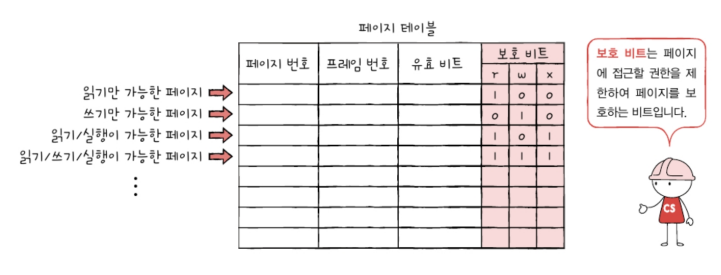 페이지 테이블
페이지 번호 프레임 번호 유효 비트 보호 비트
r w x
읽기만 가능한 페이지 1 0 0
쓰기만 가능한 페이지 0 1 0
읽기/실행이 가능한 페이지 1 0 1
읽기/쓰기/실행이 가능한 페이지 1 1 1
보호 비트는 페이지
에 접근할 권한을 제
한하여 페이지를 보
호하는 비트입니다.
CS